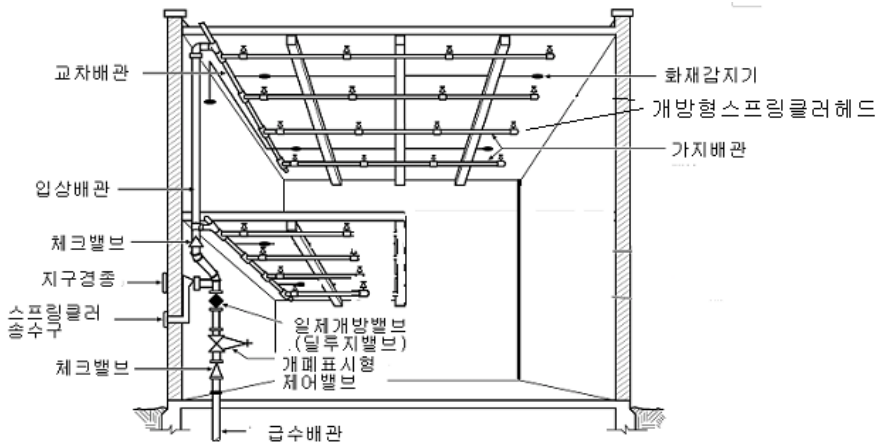 교차배관
화재감지기
개방형스프링클러헤드
가지배관
입상배관
체크밸브
지구경종
스프링클러
송수구
일제개방밸브
(딜루지밸브)
개폐표시형
제어밸브
체크밸브
급수배관